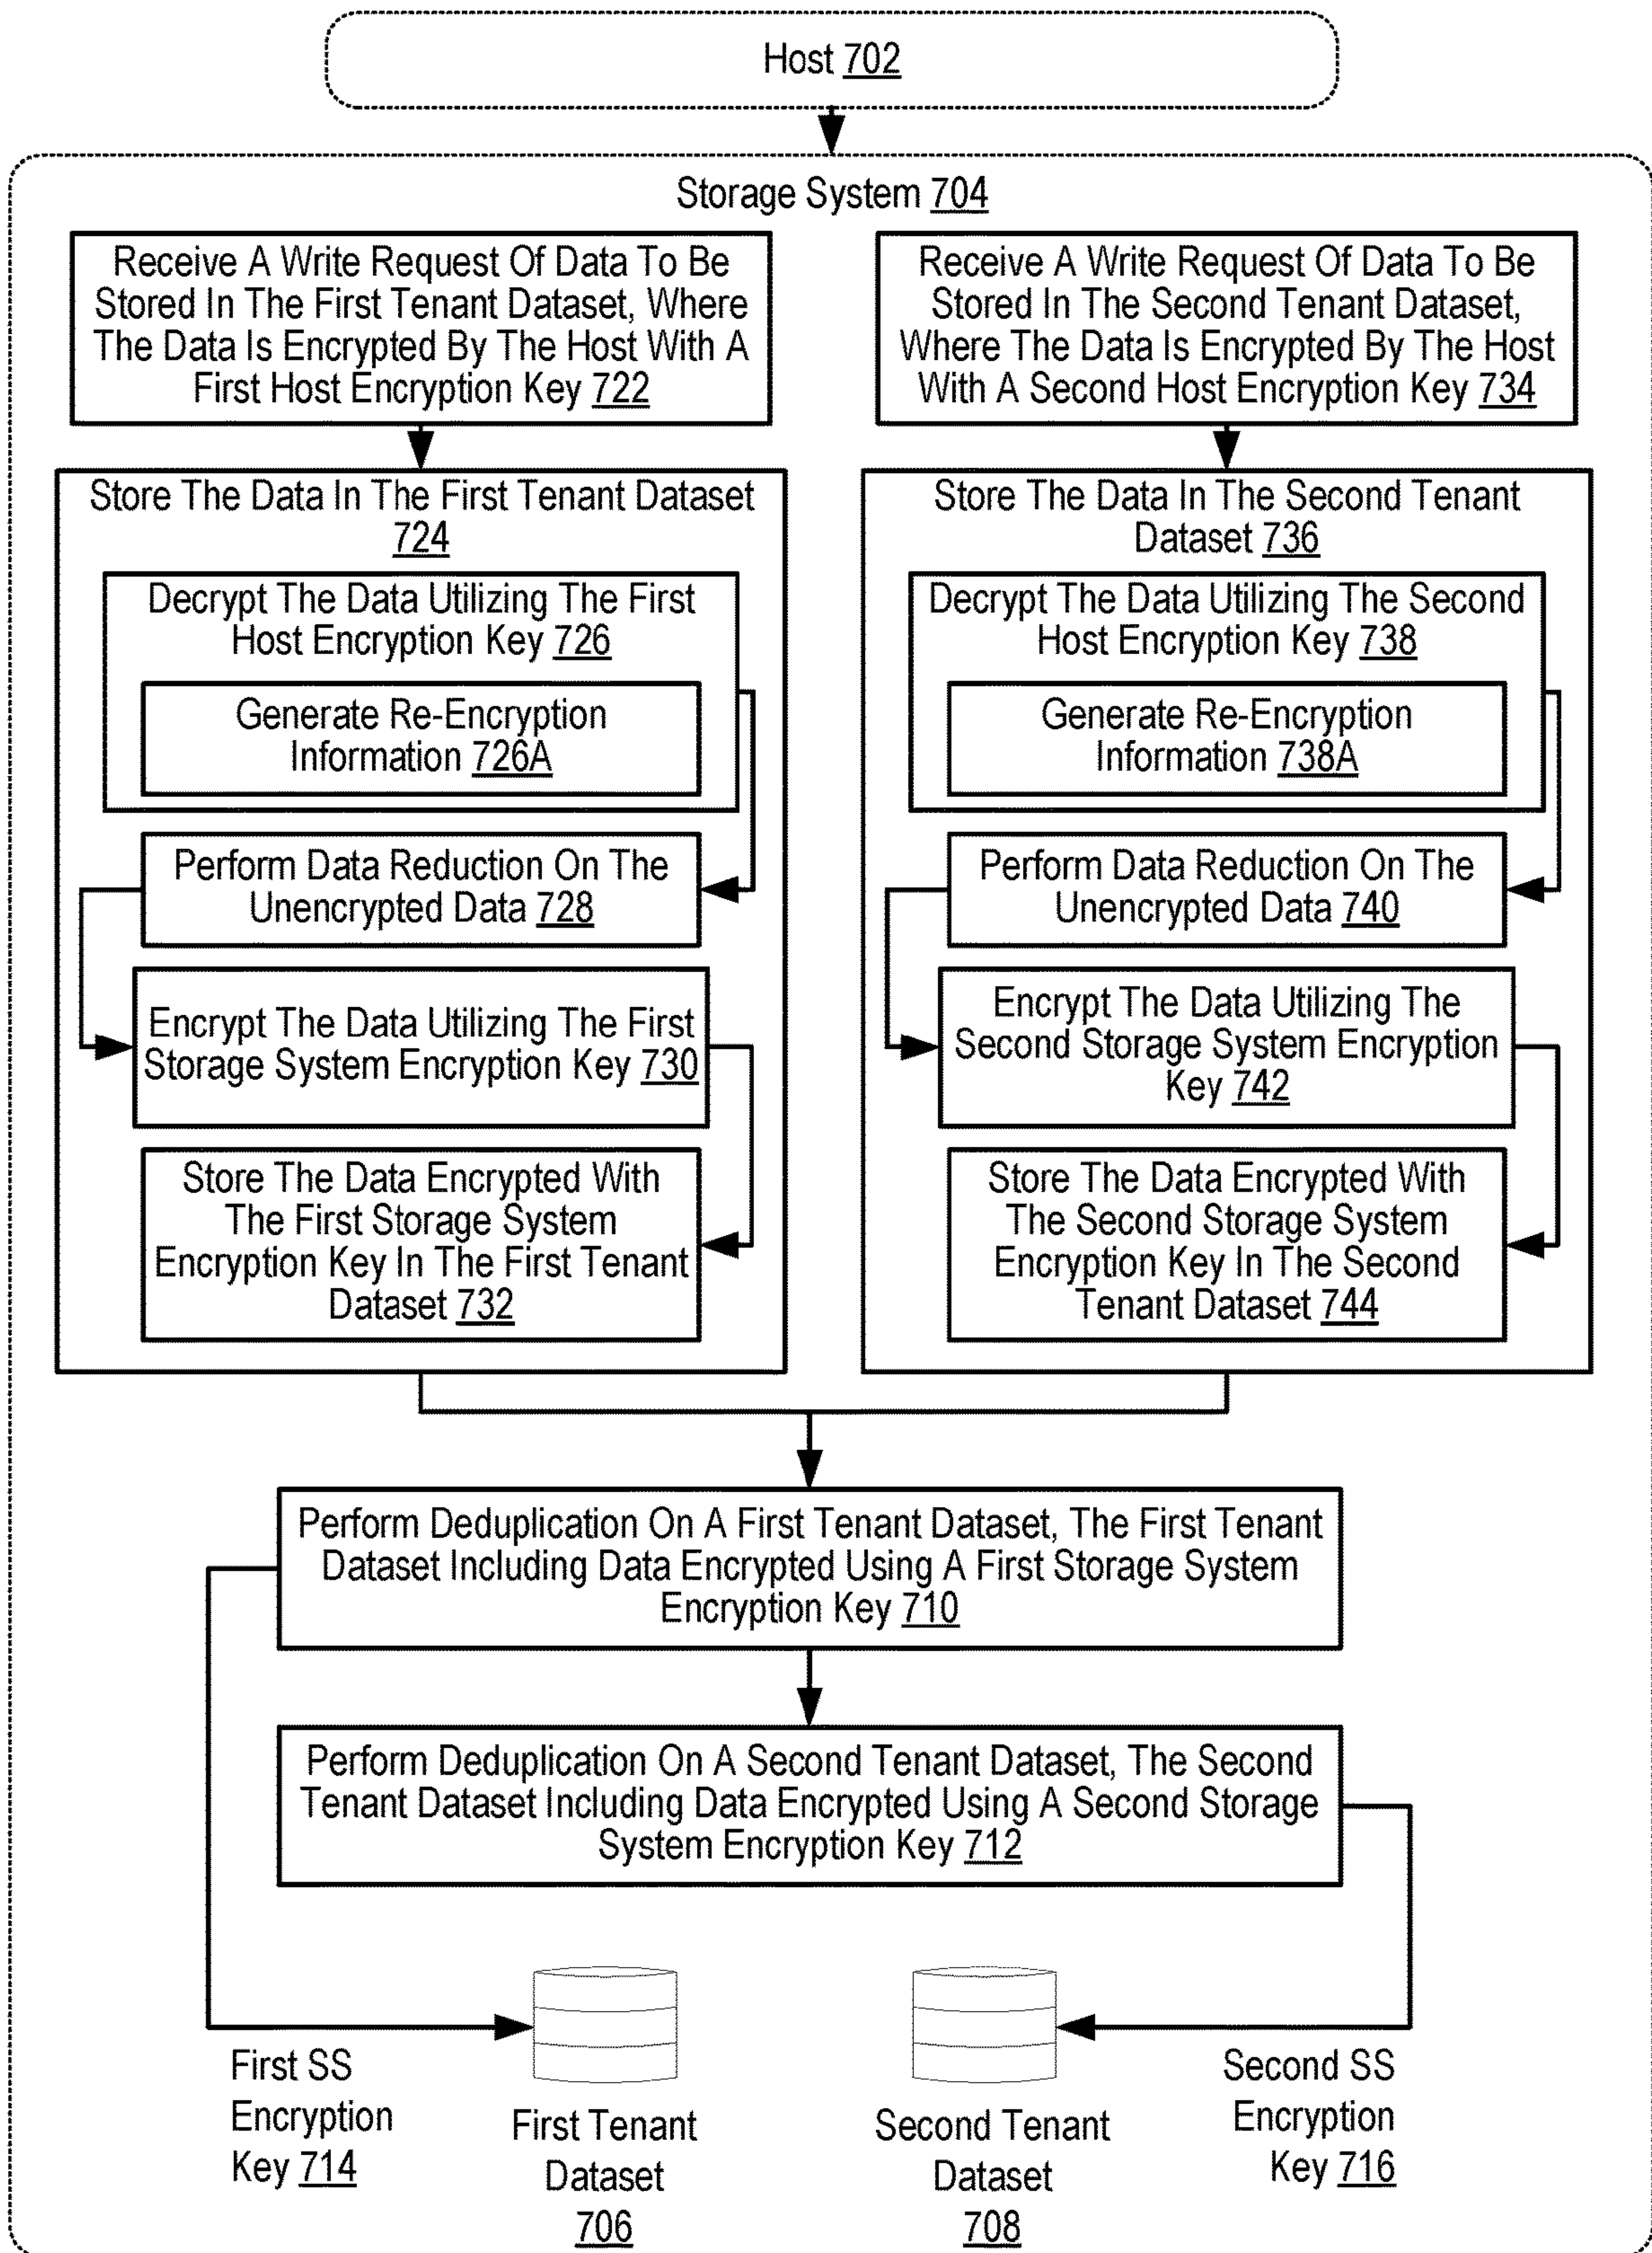 Host 702
Storage System 704
Receive A Write Request Of Data To Be
Stored In The First Tenant Dataset, Where
The Data Is Encrypted By The Host With A
First Host Encryption Key 722
Receive A Write Request Of Data To Be
Stored In The Second Tenant Dataset,
Where The Data Is Encrypted By The Host
With A Second Host Encryption Key 734
Store The Data In The First Tenant Dataset
724
Decrypt The Data Utilizing The First
Host Encryption Key 726
Generate Re-Encryption
Information 726A
Perform Data Reduction On The
Unencrypted Data 728
Encrypt The Data Utilizing The First
Storage System Encryption Key 730
Store The Data Encrypted With
The First Storage System
Encryption Key In The First Tenant
Dataset 732
Store The Data In The Second Tenant
Dataset 736
Decrypt The Data Utilizing The Second
Host Encryption Key 738
Generate Re-Encryption
Information 738A
Perform Data Reduction On The
Unencrypted Data 740
Encrypt The Data Utilizing The
Second Storage System Encryption
Key 742
Store The Data Encrypted With
The Second Storage System
Encryption Key In The Second
Tenant Dataset 744
Perform Deduplication On A First Tenant Dataset, The First Tenant
Dataset Including Data Encrypted Using A First Storage System
Encryption Key 710
Perform Deduplication On A Second Tenant Dataset, The Second
Tenant Dataset Including Data Encrypted Using A Second Storage
System Encryption Key 712
First SS
Encryption
Key 714
First Tenant
Dataset
706
Second Tenant
Dataset
708
Second SS
Encryption
Key 716